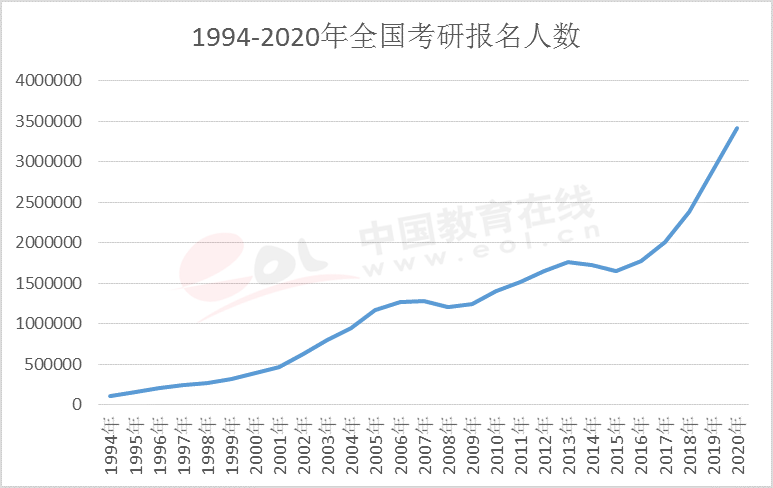 1994-2020年全国考研报名人数
4000000
3500000
3000000
2500000
2000000
1500000
1000000
500000
0
eol 中国教育在线
www.eol.cn
1994年
1995年
1996年
1997年
1998年
1999年
2000年
2001年
2002年
2003年
2004年
2005年
2006年
2007年
2008年
2009年
2010年
2011年
2012年
2013年
2014年
2015年
2016年
2017年
2018年
2019年
2020年